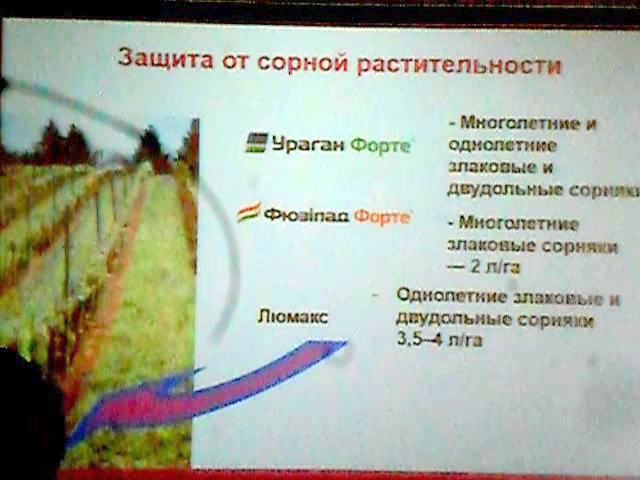 Защита от сорной растительности
Ураган Форте
- Многолетние и
однолетние
злаковые и
двудольные сорняки
Фюзілад Форте
- Многолетние
злаковые сорняки
— 2 л/га
Люмакс
- Однолетние злаковые и
двудольные сорняки
3,5–4 л/га